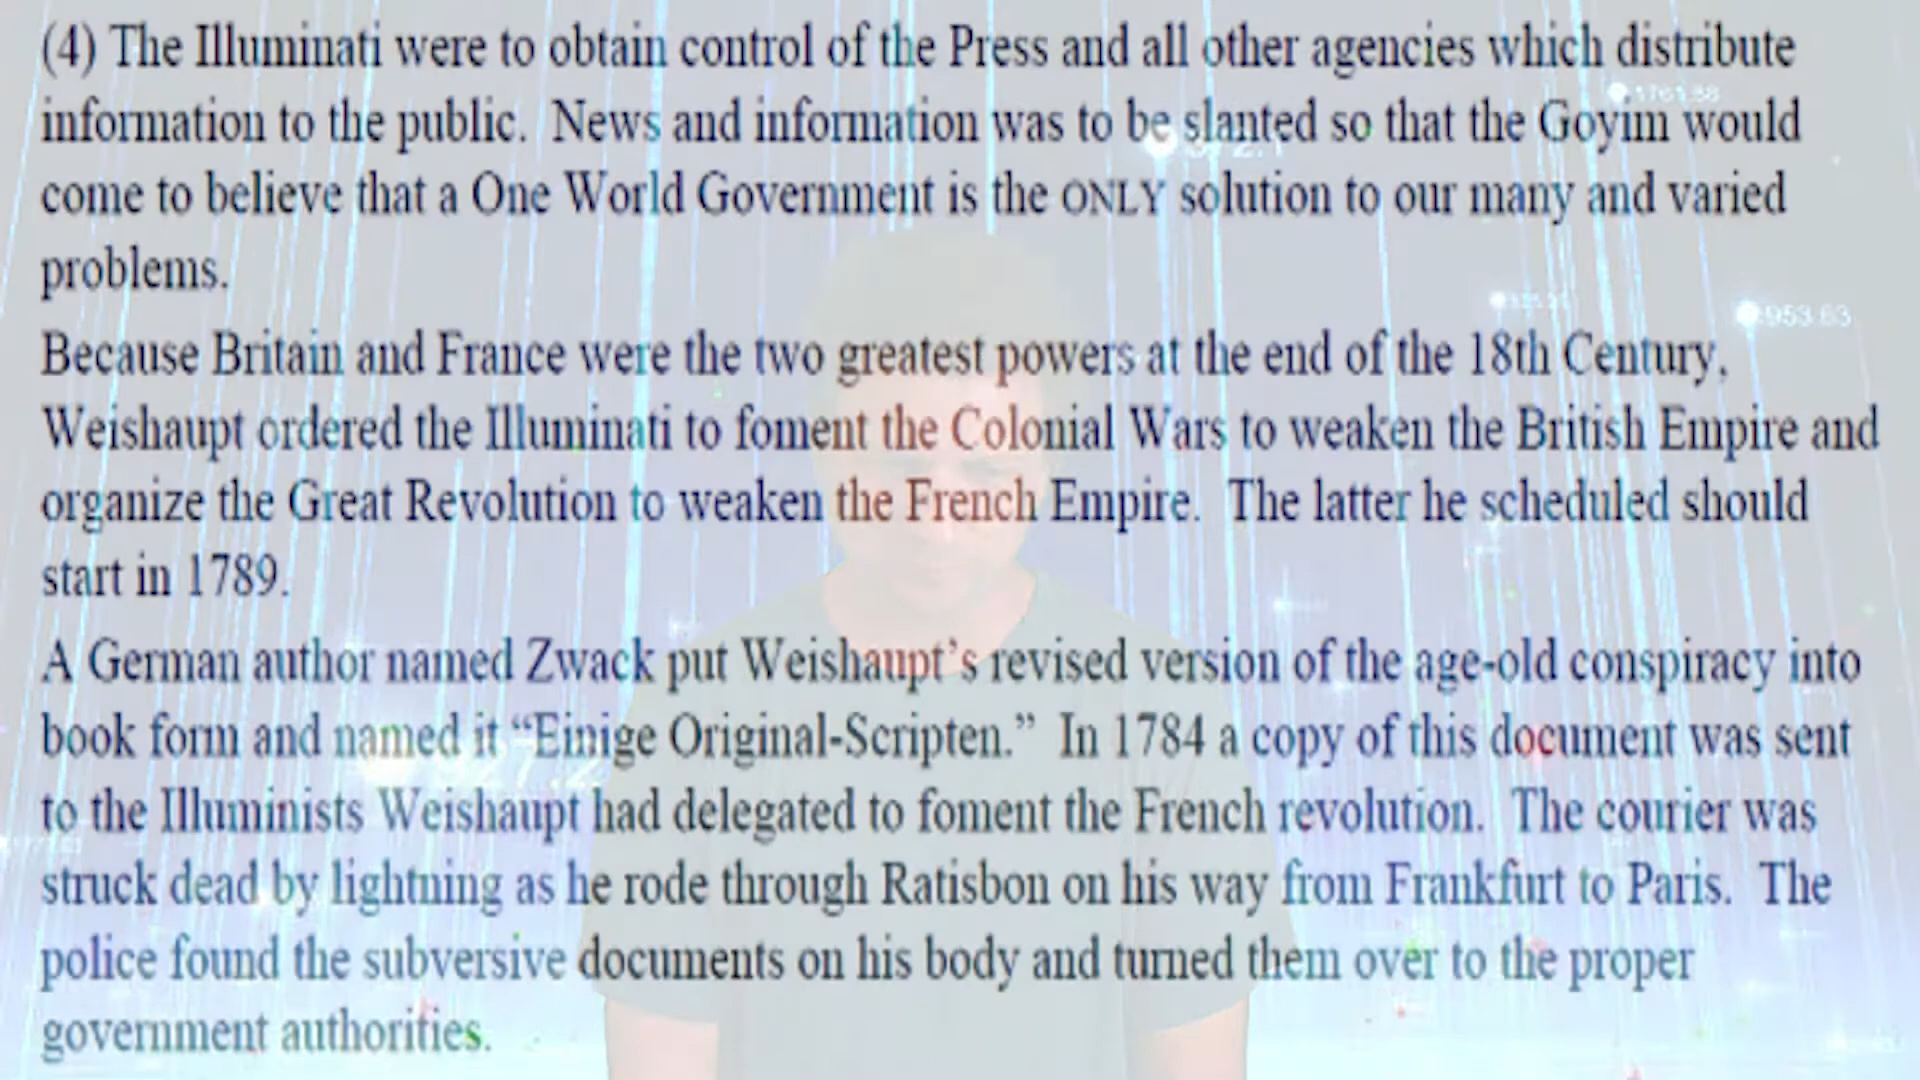 (4) The Illuminati were to obtain control of the Press and all other agencies which distribute
information to the public. News and information was to be slanted so that the Goyim would
come to believe that a One World Government is the ONLY solution to our many and varied
problems.
Because Britain and France were the two greatest powers at the end of the 18th Century,
Weishaupt ordered the Illuminati to foment the Colonial Wars to weaken the British Empire and
organize the Great Revolution to weaken the French Empire. The latter he scheduled should
start in 1789.
A German author named Zwack put Weishaupt’s revised version of the age-old conspiracy into
book form and named it “Einige Original-Scripten.” In 1784 a copy of this document was sent
to the Illuminists Weishaupt had delegated to foment the French revolution. The courier was
struck dead by lightning as he rode through Ratisbon on his way from Frankfurt to Paris. The
police found the subversive documents on his body and turned them over to the proper
government authorities.
953.63